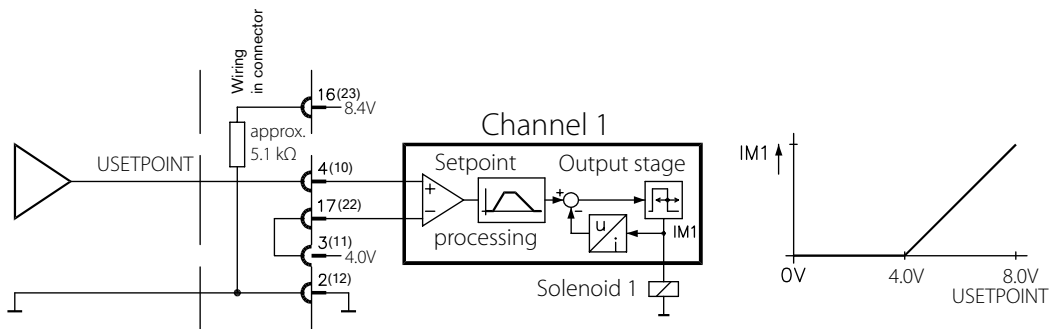 Wiring
in connector
16(23)
8.4V
approx.
5.1 kΩ
USETPOINT
4(10)
17(22)
3(11)
4.0V
2(12)
Channel 1
Setpoint
Output stage
+
−
+
−
u
i
IM1
processing
Solenoid 1
IM1
0V
4.0V
8.0V
USETPOINT